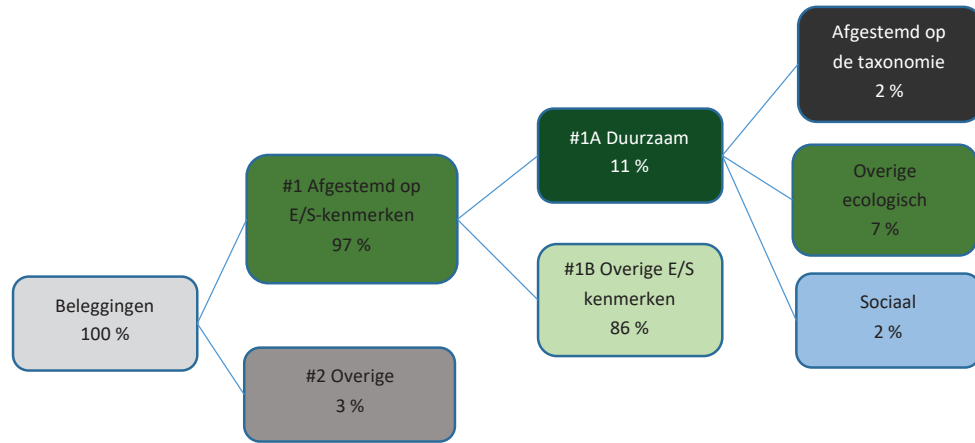 Beleggingen
100 %
#1 Afgestemd op
E/S-kenmerken
97 %
#2 Overige
3 %
#1A Duurzaam
11 %
#1B Overige E/S
kenmerken
86 %
Afgestemd op
de taxonomie
2 %
Overige
ecologisch
7 %
Sociaal
2 %